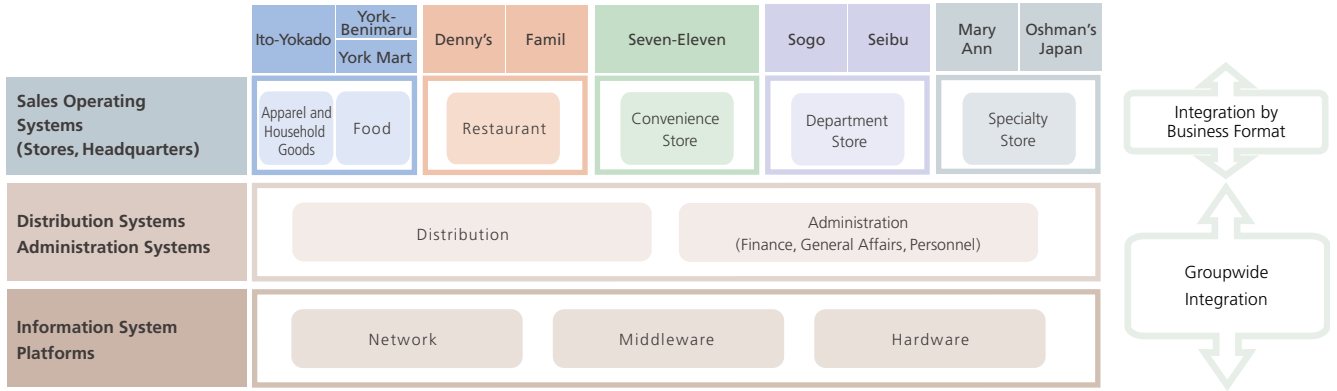 Ito-Yokado
York-
Benimaru
York Mart
Denny's
Famil
Seven-Eleven
Sogo
Seibu
Mary
Ann
Oshman's
Japan
Sales Operating
Systems
(Stores, Headquarters)
Apparel and
Household
Goods
Food
Restaurant
Convenience
Store
Department
Store
Specialty
Store
Integration by
Business Format
Distribution Systems
Administration Systems
Distribution
Administration
(Finance, General Affairs, Personnel)
Groupwide
Integration
Information System
Platforms
Network
Middleware
Hardware